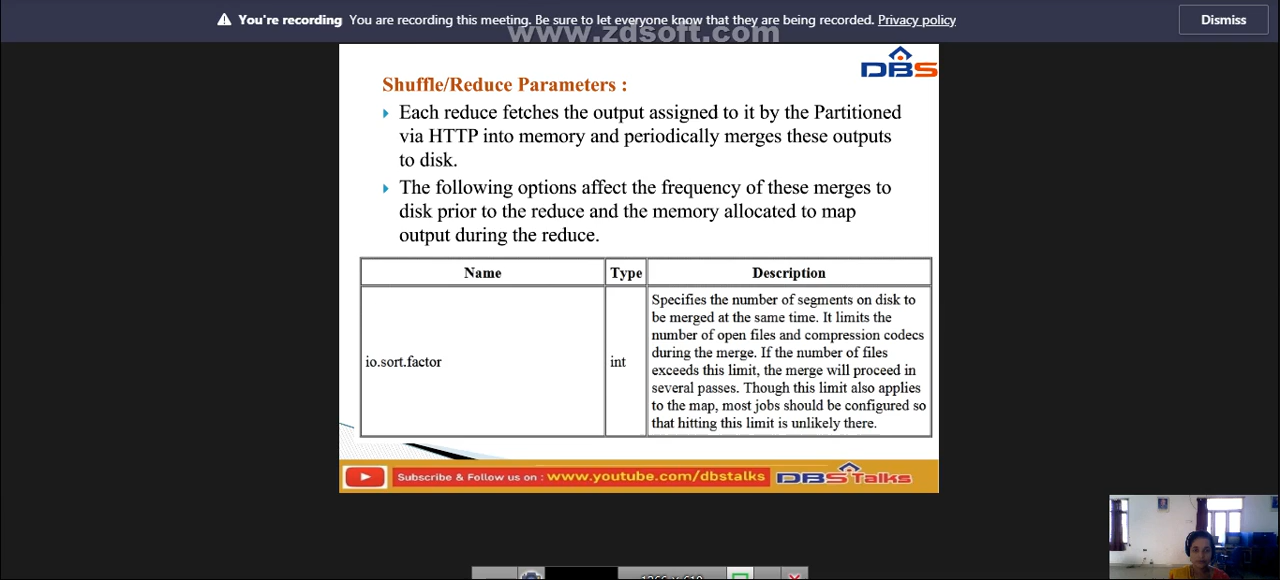 You're recording You are recording this meeting. Be sure to let everyone know that they are being recorded. Privacy policy
Dismiss
www.zdsoft.com
DBS
Shuffle/Reduce Parameters :
Each reduce fetches the output assigned to it by the Partitioned
via HTTP into memory and periodically merges these outputs
to disk.
The following options affect the frequency of these merges to
disk prior to the reduce and the memory allocated to map
output during the reduce.
Name Type Description
io.sort.factor
int
Specifies the number of segments on disk to
be merged at the same time. It limits the
number of open files and compression codecs
during the merge. If the number of files
exceeds this limit, the merge will proceed in
several passes. Though this limit also applies
to the map, most jobs should be configured so
that hitting this limit is unlikely there.
Subscribe & Follow us on : www.youtube.com/dbstalks DBS Talks